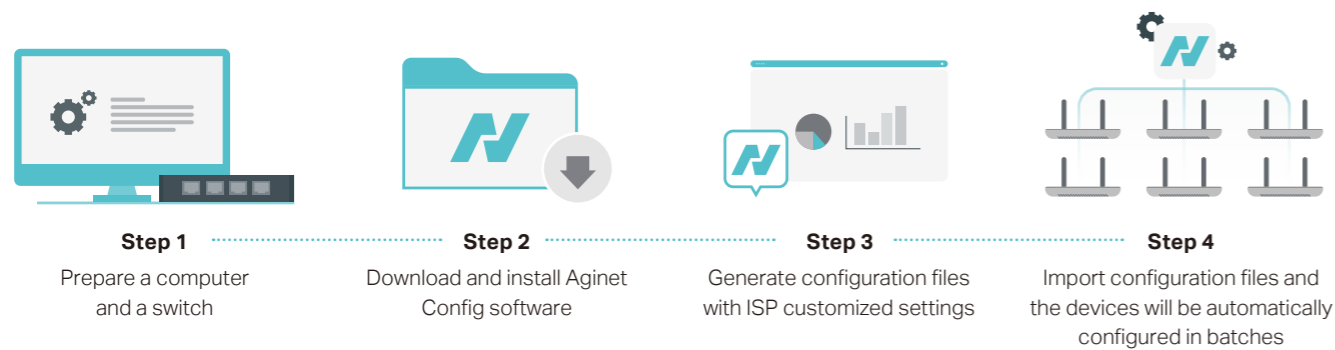 Step 1
Prepare a computer
and a switch
Step 2
Download and install Aginet
Config software
Step 3
Generate configuration files
with ISP customized settings
Step 4
Import configuration files and
the devices will be automatically
configured in batches